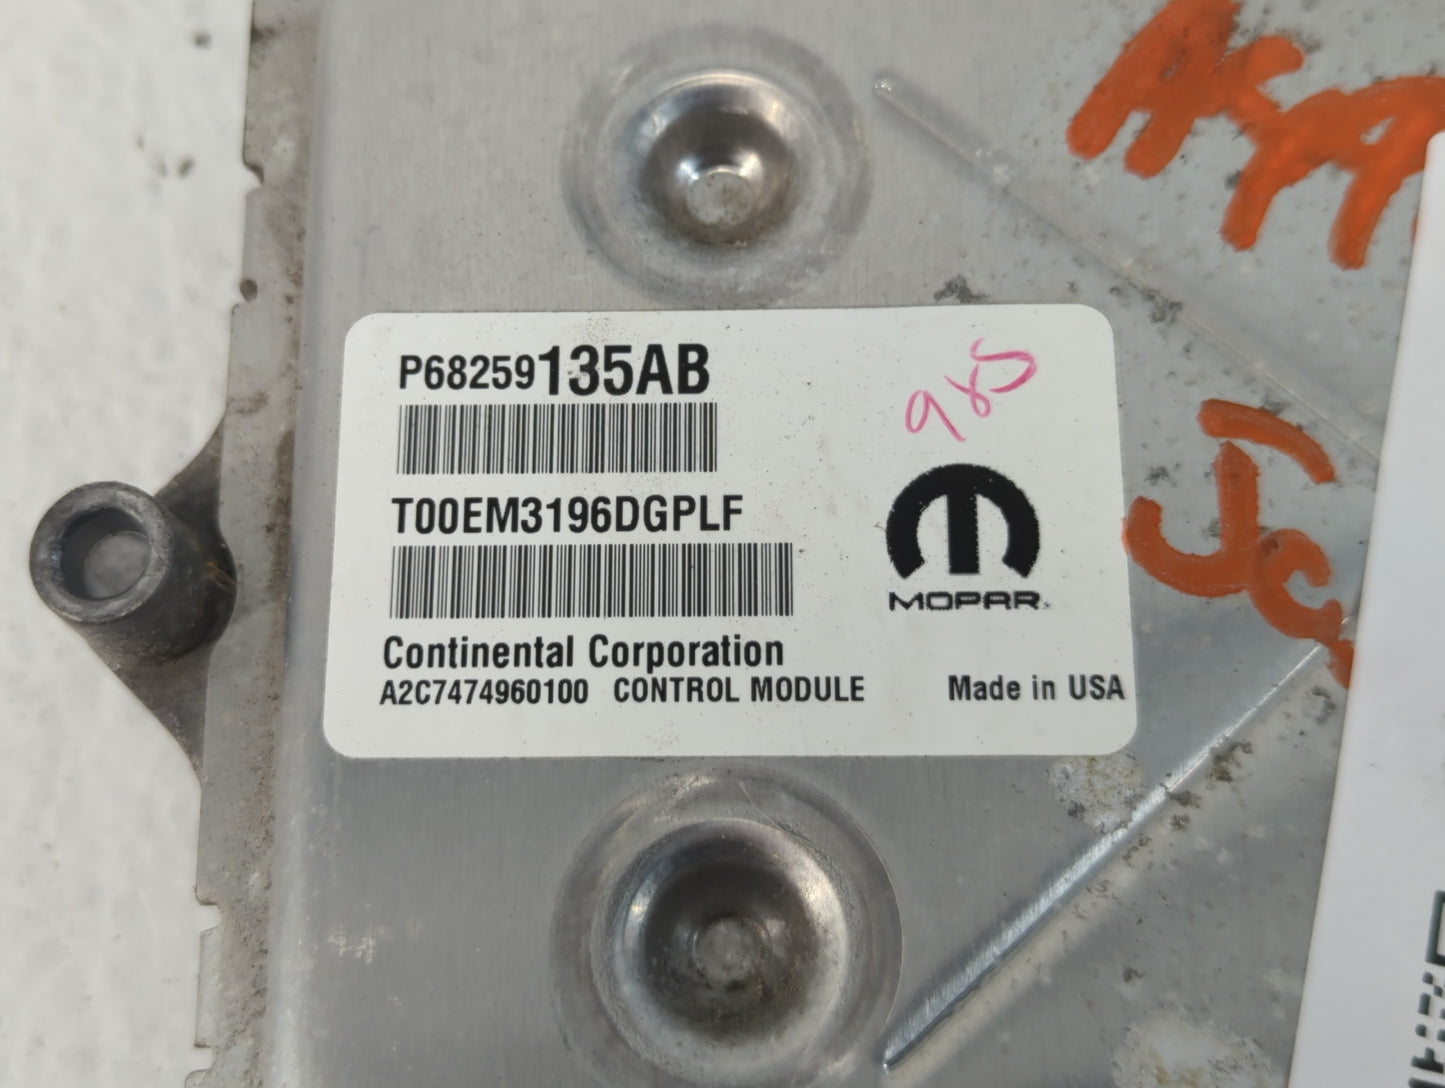 P68259135AB
985
T00EM3196DGPLF
MOPAR
Continental Corporation
A2C7474960100 CONTROL MODULE Made in USA